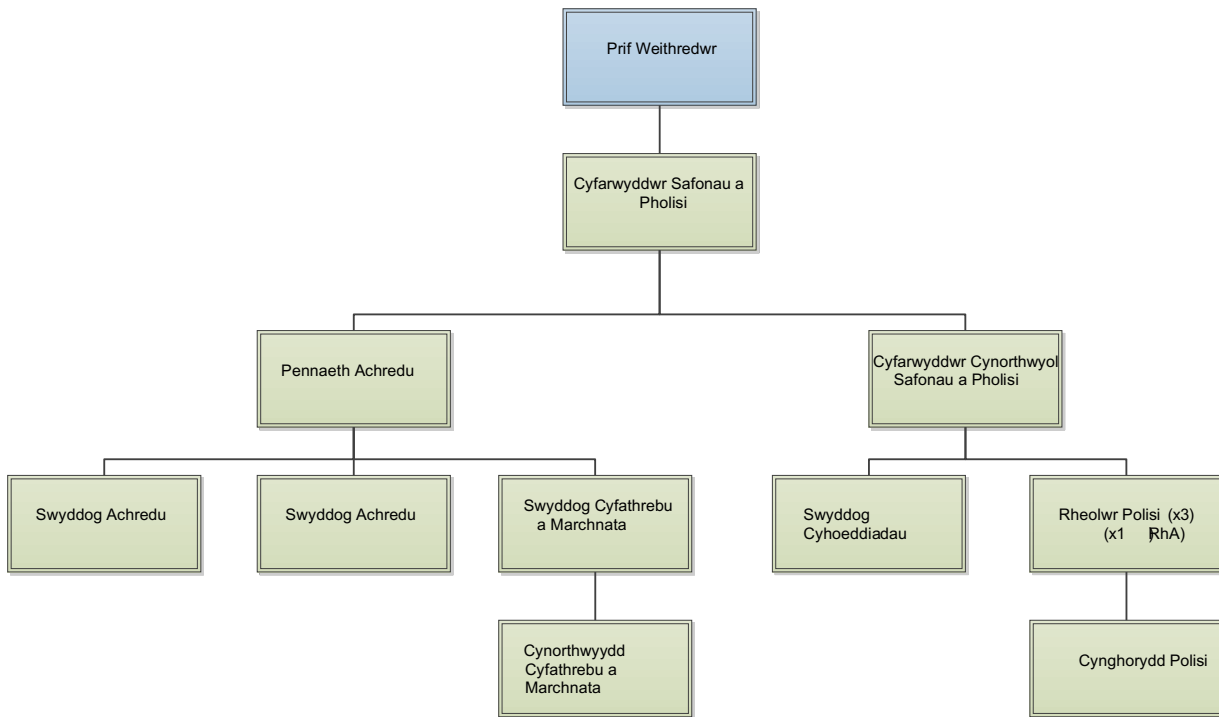 Prif Weithredwr
Cyfarwyddwr Safonau a
Pholisi
Pennaeth Achredu
Cyfarwyddwr Cynorthwyol
Safonau a Pholisi
Swyddog Achredu
Swyddog Achredu
Swyddog Cyfathrebu
a Marchnata
Swyddog
Cyhoeddiadau
Rheolwr Polisi (x3)
(x1 RhA)
Cynorthwyydd
Cyfathrebu a
Marchnata
Cynghorydd Polisi